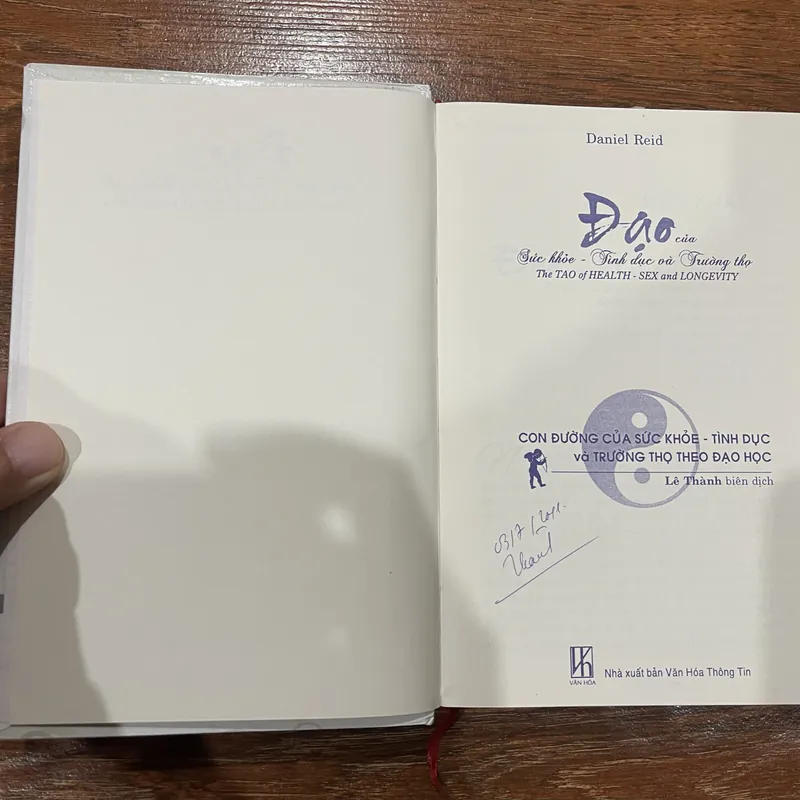 Daniel Reid
Đạo của
Sức khỏe - Tình dục và Trường thọ
The TAO of HEALTH - SEX and LONGEVITY
CON ĐƯỜNG CỦA SỨC KHỎE - TÌNH DỤC
và TRƯỜNG THỌ THEO ĐẠO HỌC
Lê Thành biên dịch
VĂN HÓA
Nhà xuất bản Văn Hóa Thông Tin